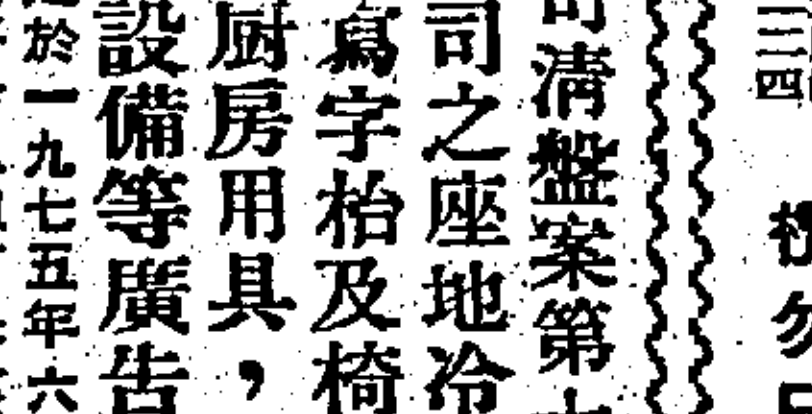 三四
司清盤案第
司之座地冷
寫字枱及椅
厨房用具，
設備等廣告
於一九七五年六